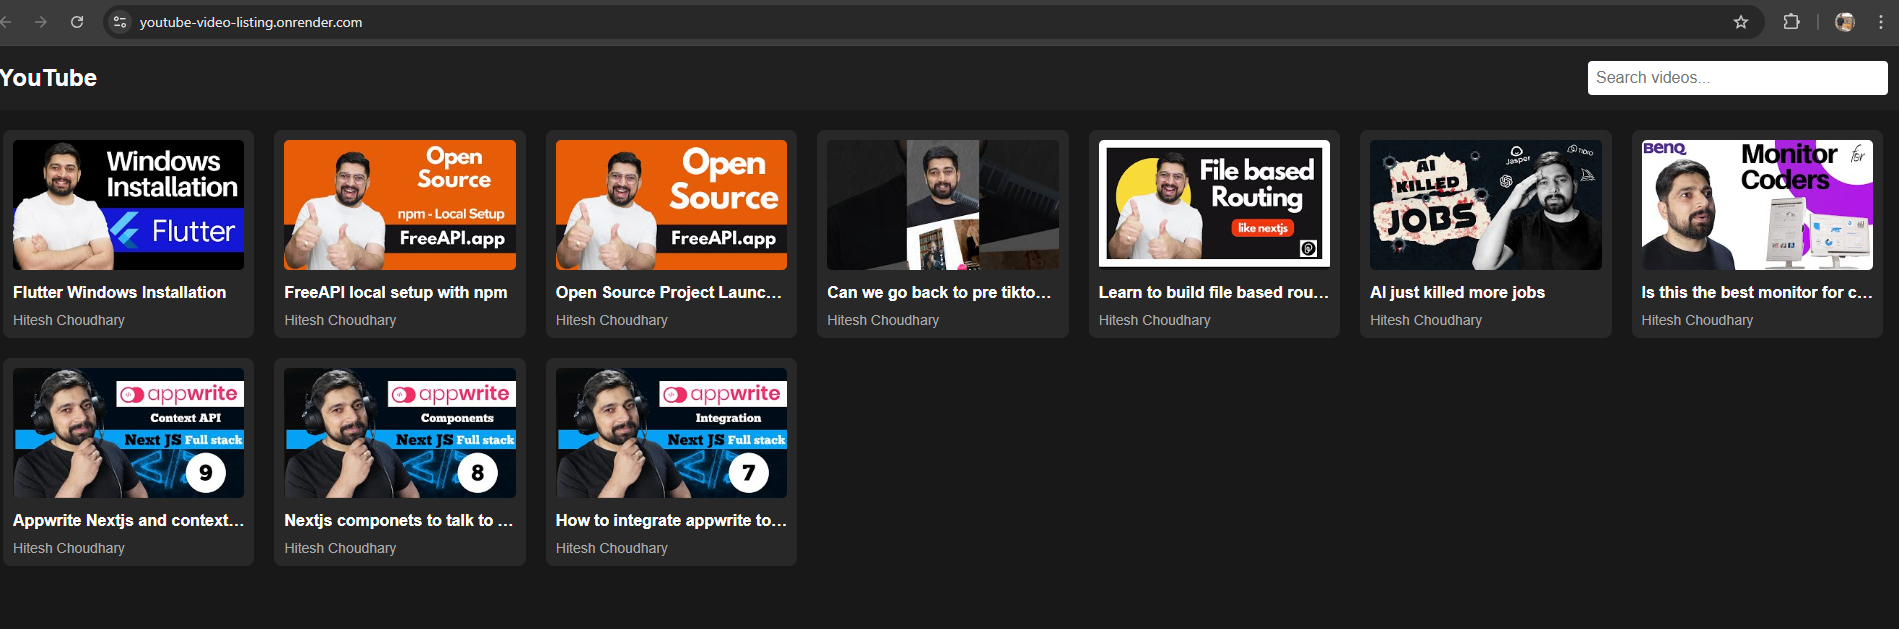 youtube-video-listing.onrender.com
YouTube
Search videos...
Windows
Installation
Flutter
Flutter Windows Installation
Hitesh Choudhary
Open
Source
npm - Local Setup
FreeAPI.app
FreeAPI local setup with npm
Hitesh Choudhary
Open
Source
FreeAPI.app
Open Source Project Launc...
Hitesh Choudhary
Can we go back to pre tikto...
Hitesh Choudhary
File based
Routing
like nextjs
Learn to build file based rou...
Hitesh Choudhary
AI
KILLED
JOBS
Jasper
TIDIO
AI just killed more jobs
Hitesh Choudhary
BENQ
Monitor for
Coders
Is this the best monitor for c...
Hitesh Choudhary
appwrite
Context API
Next JS Full stack
9
Appwrite Nextjs and context...
Hitesh Choudhary
appwrite
Components
Next JS Full stack
8
Nextjs componets to talk to ...
Hitesh Choudhary
appwrite
Integration
Next JS Full stack
7
How to integrate appwrite to...
Hitesh Choudhary